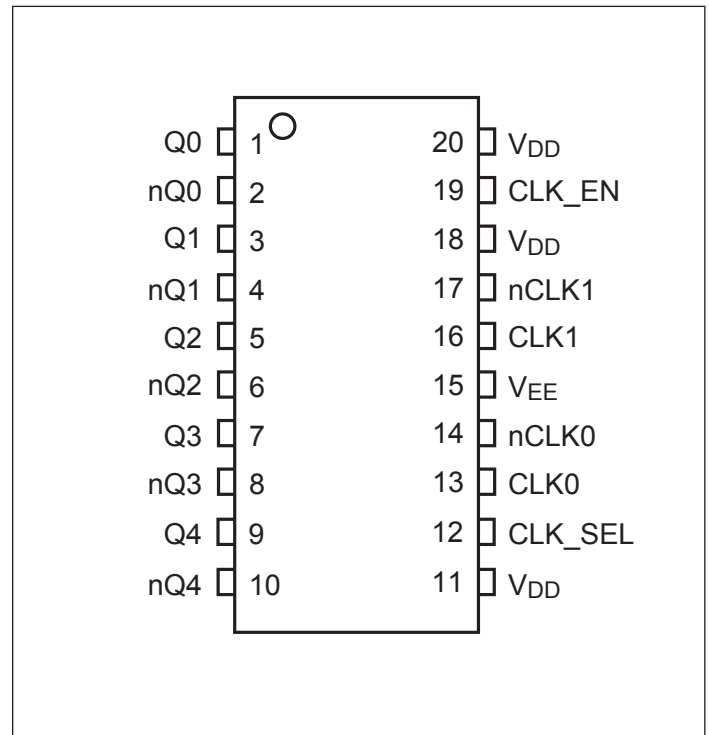 Q0 1 20 VDD
nQ0 2 19 CLK_EN
Q1 3 18 VDD
nQ1 4 17 nCLK1
Q2 5 16 CLK1
nQ2 6 15 VEE
Q3 7 14 nCLK0
nQ3 8 13 CLK0
Q4 9 12 CLK_SEL
nQ4 10 11 VDD